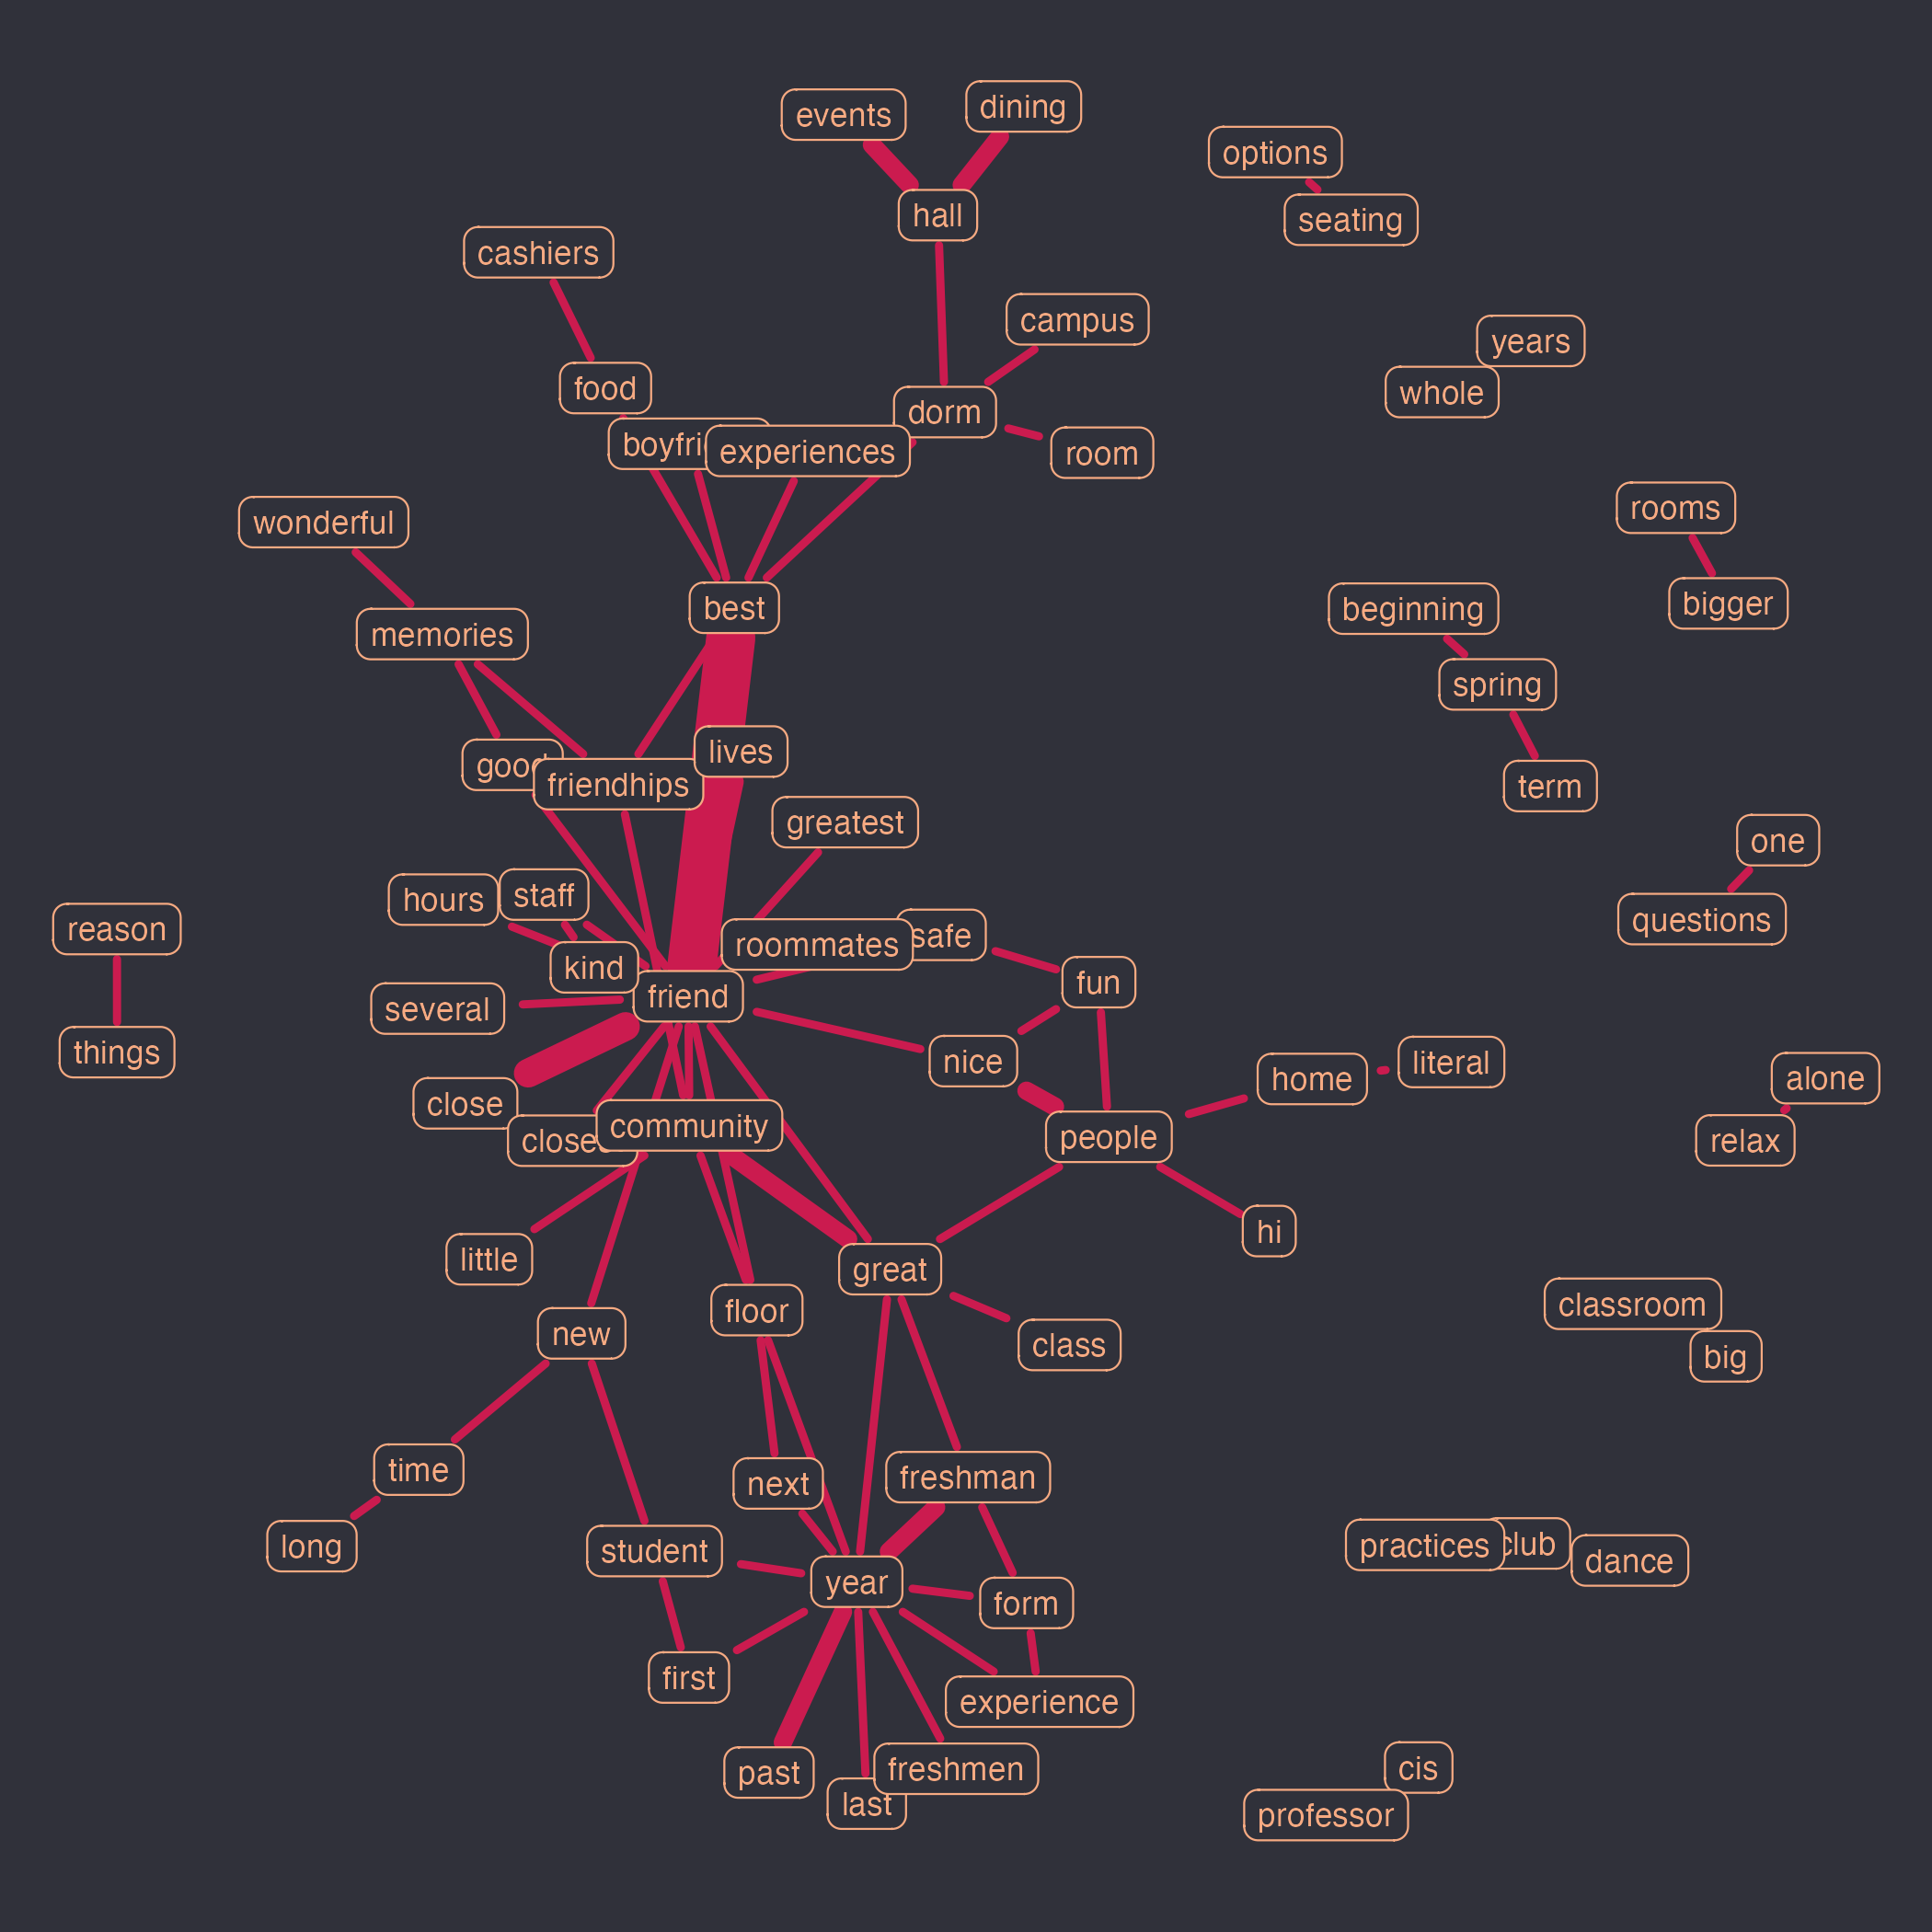 events
dining
options
seating
hall
cashiers
campus
years
food
whole
dorm
experiences
room
rooms
wonderful
bigger
best
beginning
memories
spring
lives
friendhips
term
greatest
one
hours
staff
questions
reason
roommates
safe
kind
fun
friend
several
things
nice
literal
home
alone
close
community
people
relax
hi
little
great
classroom
floor
new
class
big
time
freshman
next
long
student
practices
club
dance
year
form
first
experience
past
freshmen
last
cis
professor